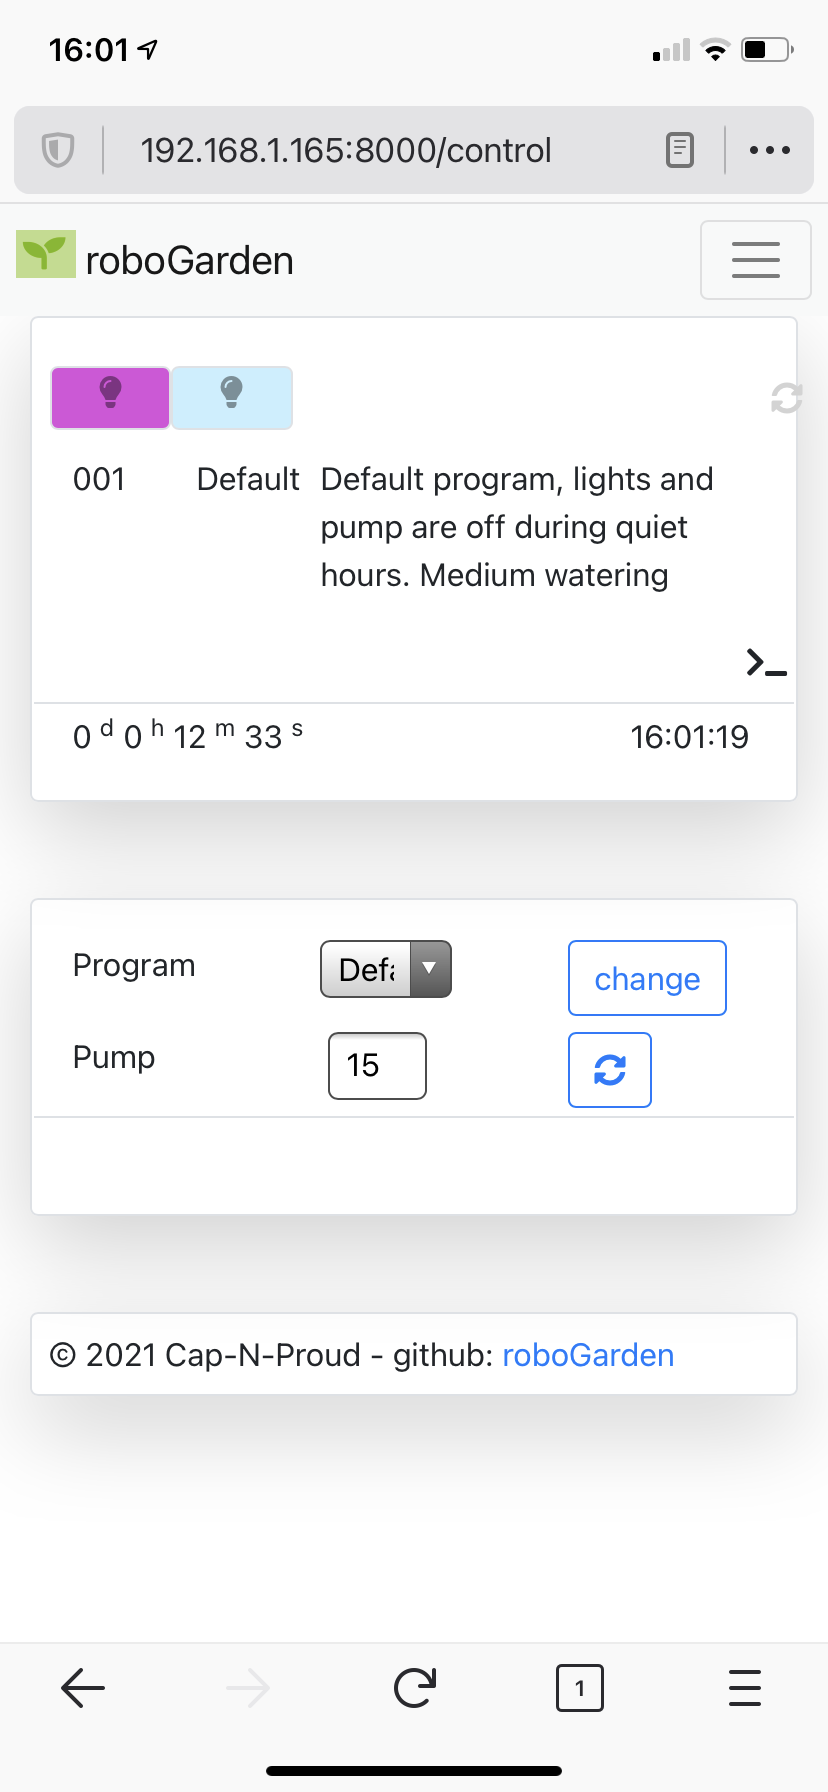 16:01
192.168.1.165:8000/control
roboGarden
001 Default Default program, lights and
pump are off during quiet
hours. Medium watering
0 d 0 h 12 m 33 s 16:01:19
Program Defa change
Pump 15
© 2021 Cap-N-Proud - github: roboGarden
1